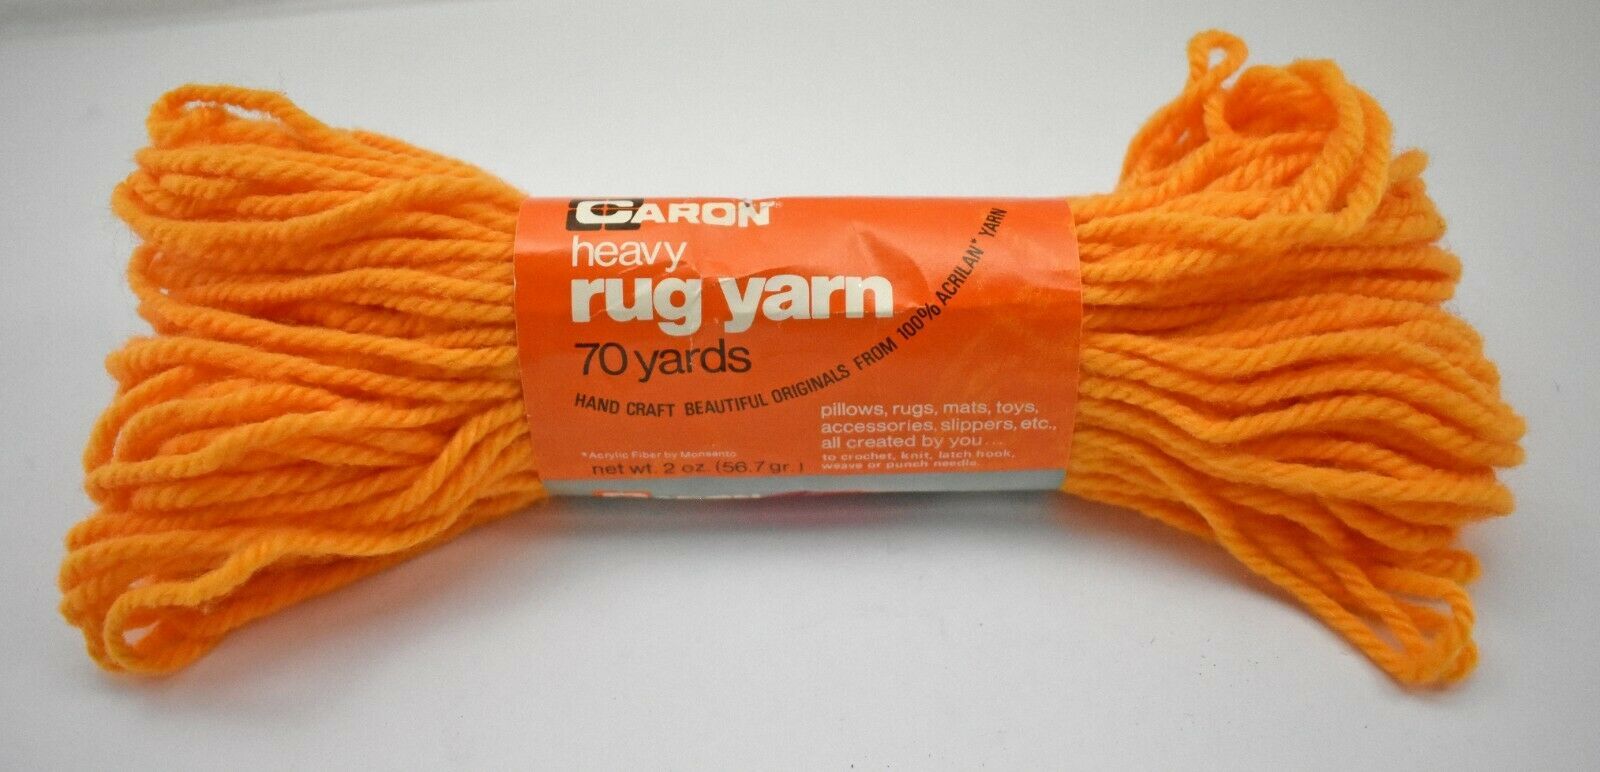 CARON®
heavy
rug yarn
70 yards
HAND CRAFT BEAUTIFUL ORIGINALS FROM 100% ACRILAN* YARN
pillows, rugs, mats, toys,
accessories, slippers, etc.,
all created by you...
to crochet, knit, latch hook,
weave or punch needle.
*Acrylic Fiber by Monsanto
net wt. 2 oz. (56.7 gr.)